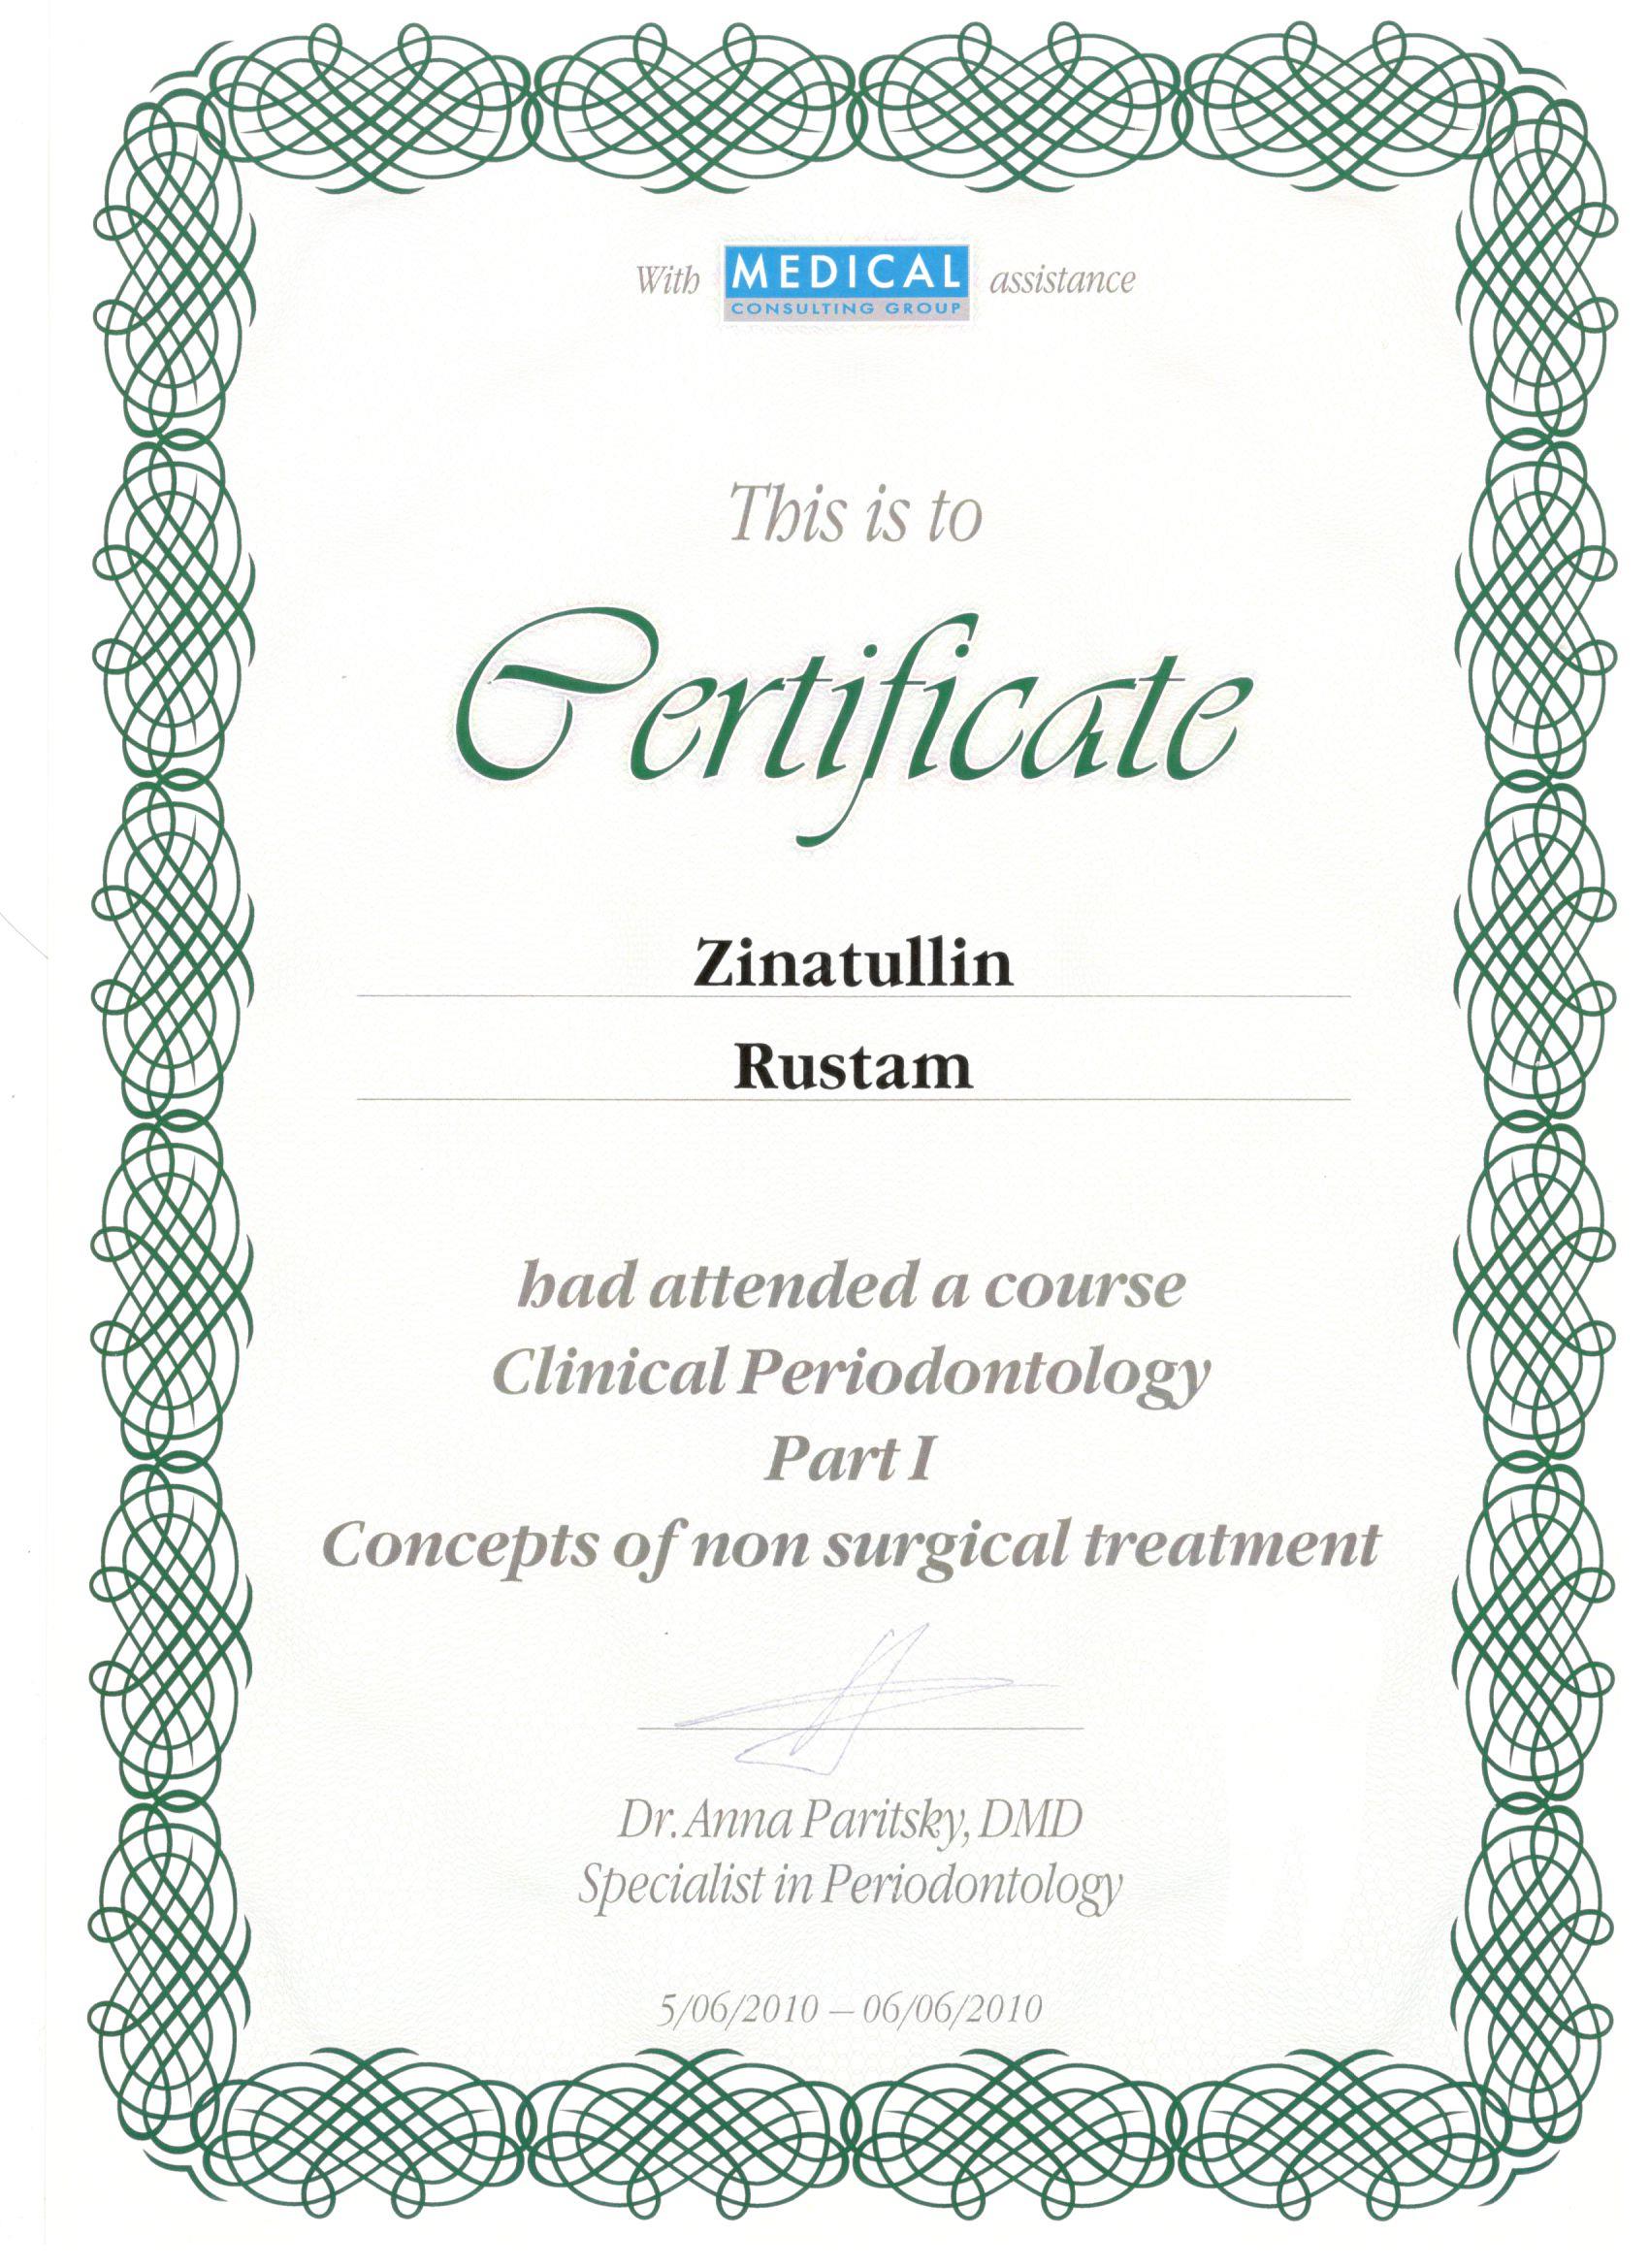 With MEDICAL CONSULTING GROUP assistance
This is to
Certificate
Zinatullin
Rustam
had attended a course
Clinical Periodontology
Part I
Concepts of non surgical treatment
Dr. Anna Paritsky, DMD
Specialist in Periodontology
5/06/2010 – 06/06/2010